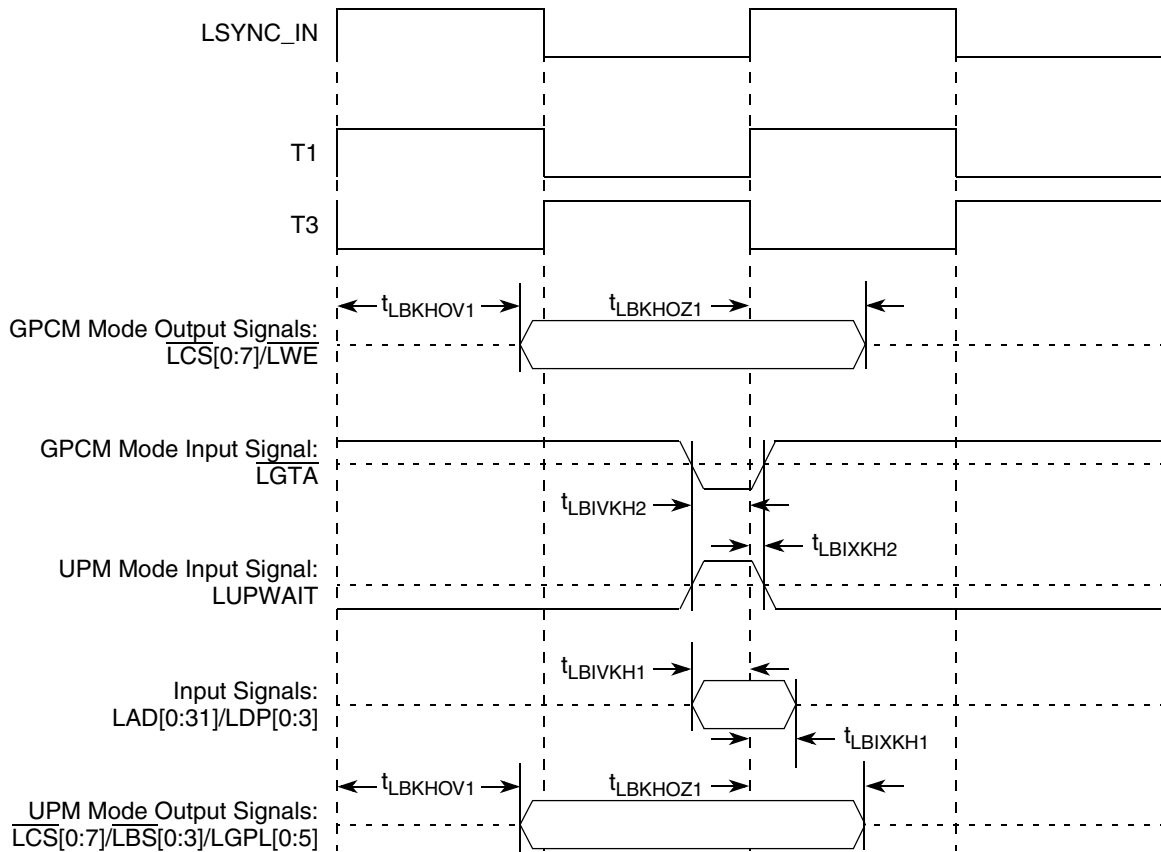 LSYNC_IN
T1
T3
tLBKHOV1
tLBKHOZ1
GPCM Mode Output Signals:
LCS[0:7]/LWE
GPCM Mode Input Signal:
LGTA
tLBIVKH2
tLBIXKH2
UPM Mode Input Signal:
LUPWAIT
tLBIVKH1
Input Signals:
LAD[0:31]/LDP[0:3]
tLBIXKH1
tLBKHOV1
tLBKHOZ1
UPM Mode Output Signals:
LCS[0:7]/LBS[0:3]/LGPL[0:5]